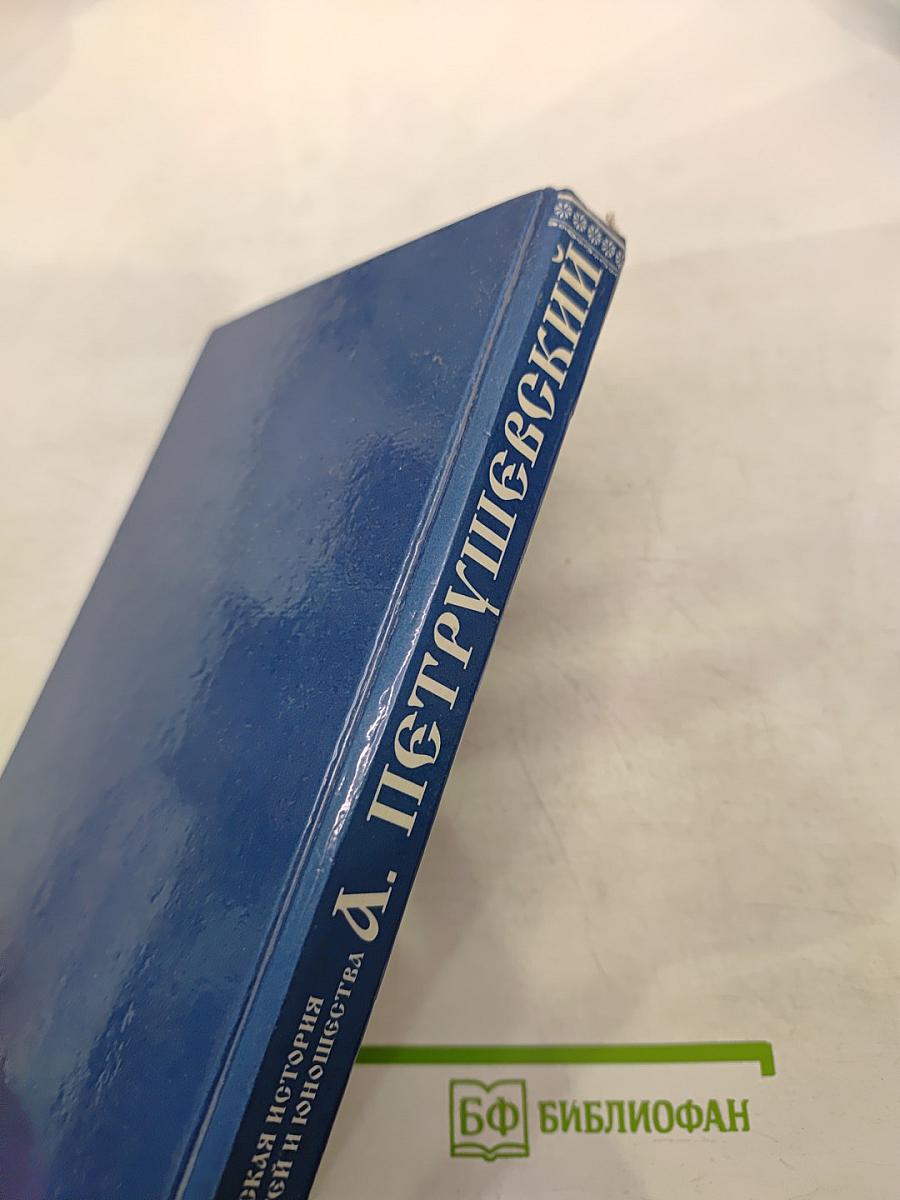 А. ПЕТРУШЕВСКИЙ
СКАЯ ИСТОРИЯ
ЕЙ И ЮНОШЕСТВА
БФ БИБЛИОФАН